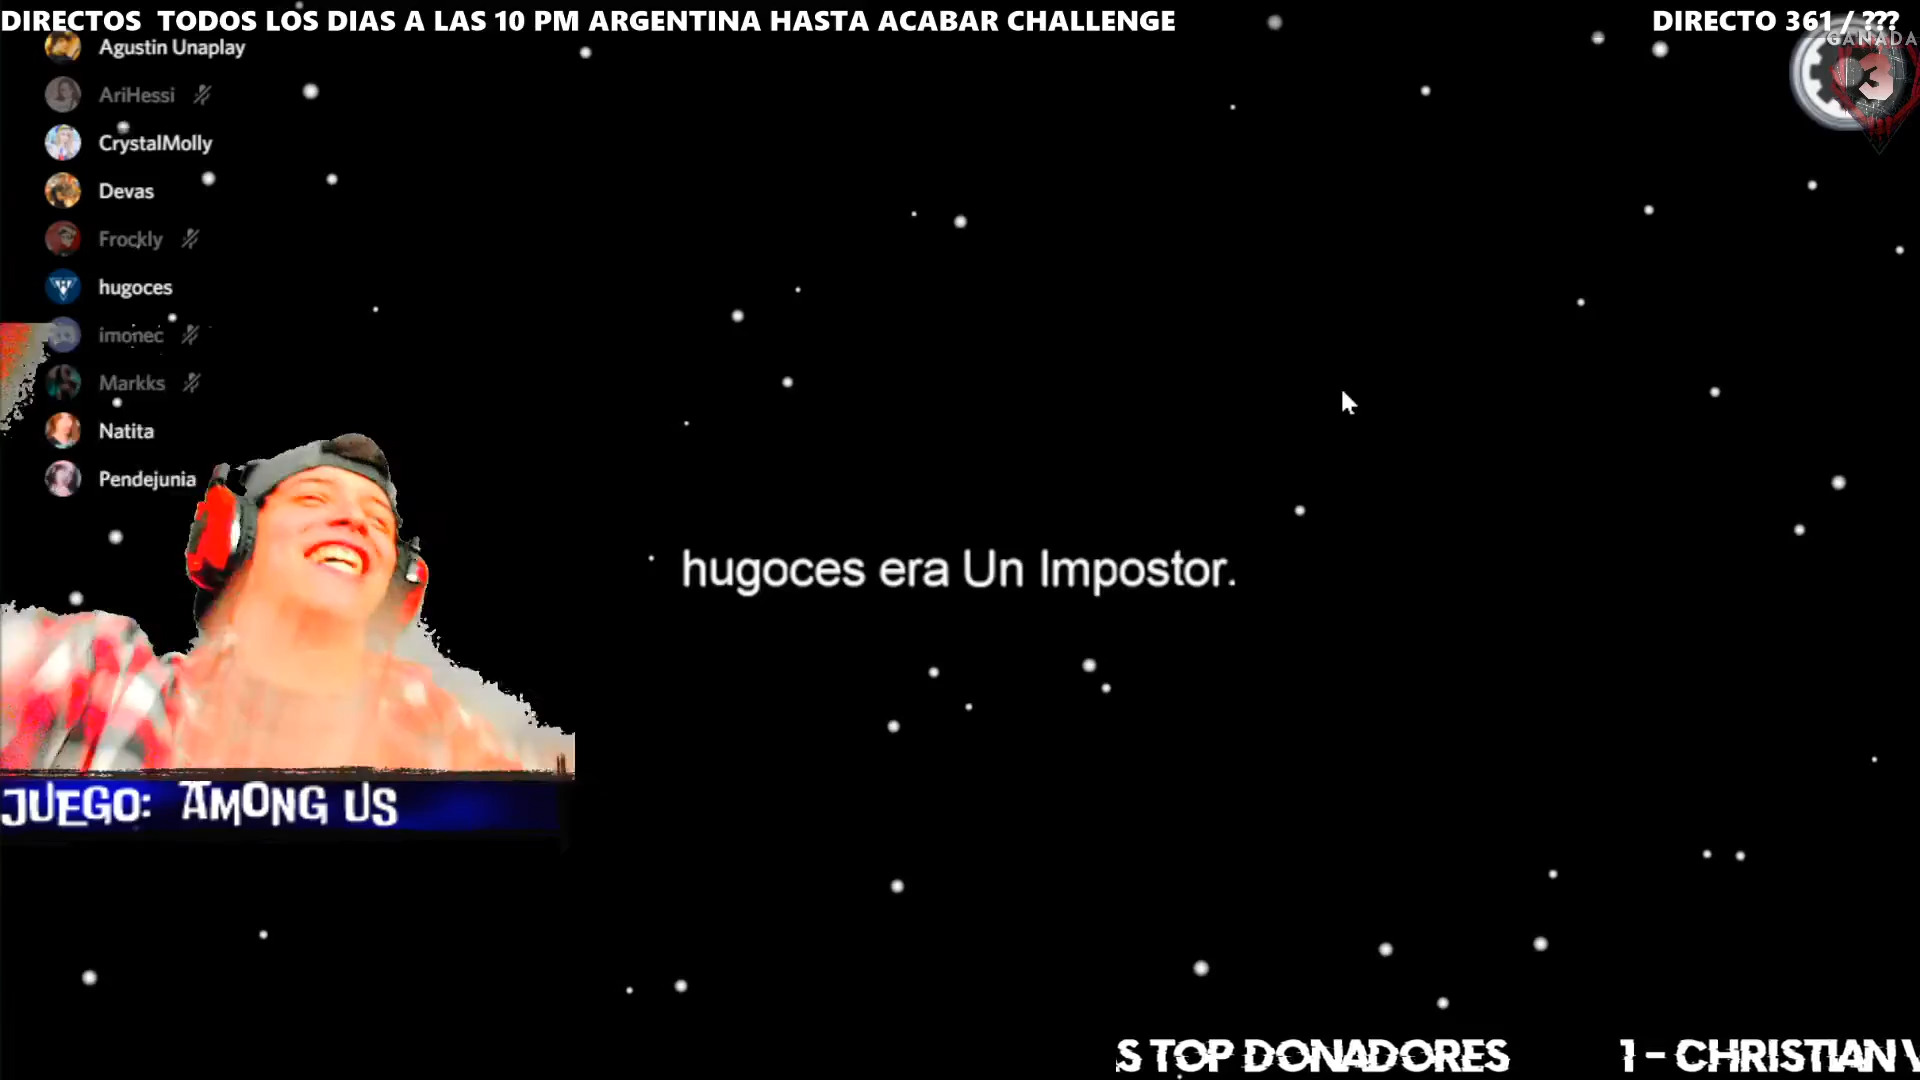 DIRECTOS TODOS LOS DIAS A LAS 10 PM ARGENTINA HASTA ACABAR CHALLENGE
DIRECTO 361 / ???
GANADA
3
Agustin Unaplay
AriHessi
CrystalMolly
Devas
Frockly
hugoces
imonec
Markks
Natita
Pendejunia
hugoces era Un Impostor.
JUEGO: AMONG US
S TOP DONADORES
1 - CHRISTIAN V